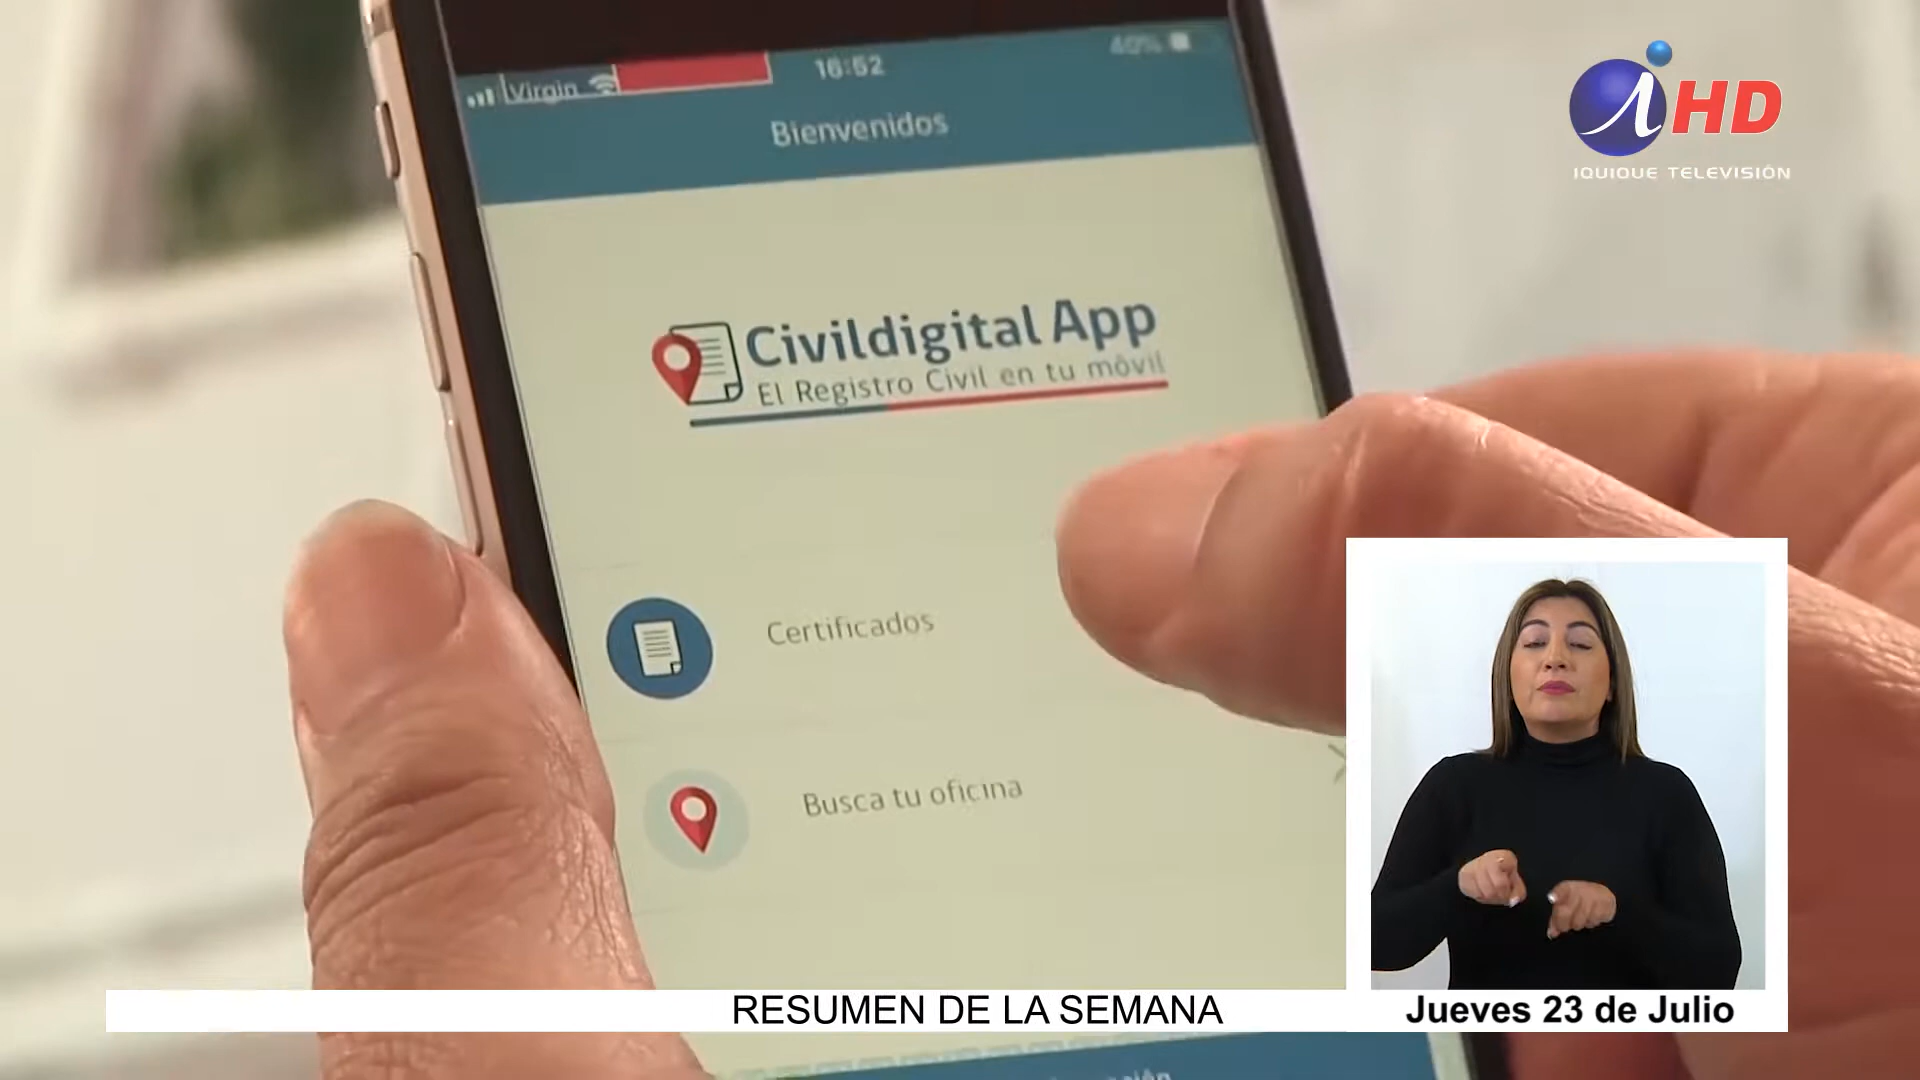 Virgin
16:52
40%
Bienvenidos
HD
IQUIQUE TELEVISIÓN
Civildigital App
El Registro Civil en tu móvil
Certificados
Busca tu oficina
RESUMEN DE LA SEMANA
Jueves 23 de Julio